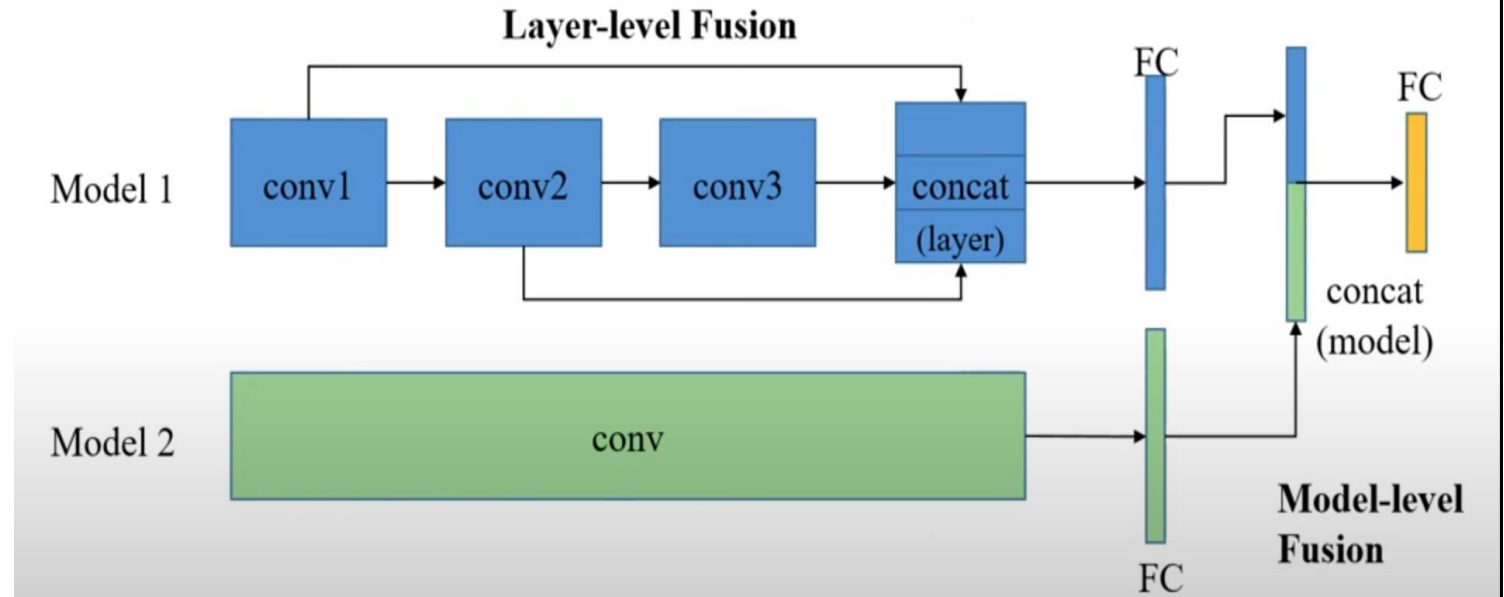 Layer-level Fusion
FC
FC
Model 1
conv1
conv2
conv3
concat
(layer)
concat
(model)
Model 2
conv
Model-level
Fusion
FC